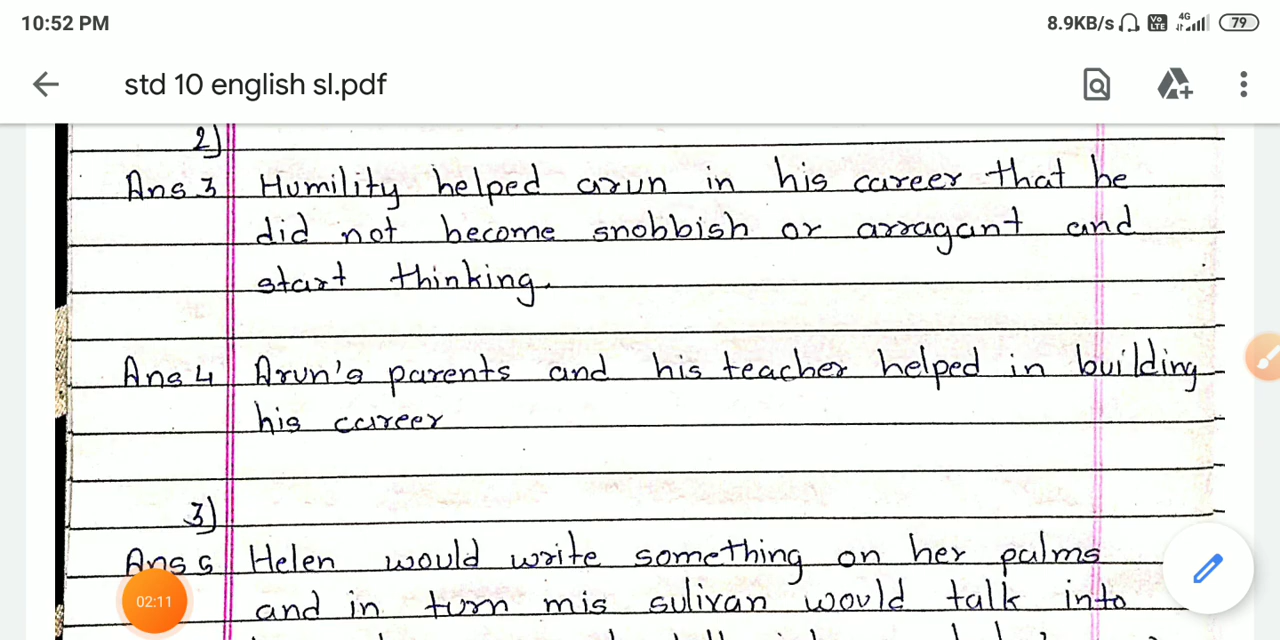 10:52 PM 8.9KB/s Vo LTE 4G 79
std 10 english sl.pdf
2)
Ans 3 Humility helped arun in his career that he
did not become snobbish or arragant and
start thinking.
Ans 4 Arun's parents and his teacher helped in building
his career
3)
Ans 5 Helen would write something on her palms
and in turn mis sulivan would talk into
02:11